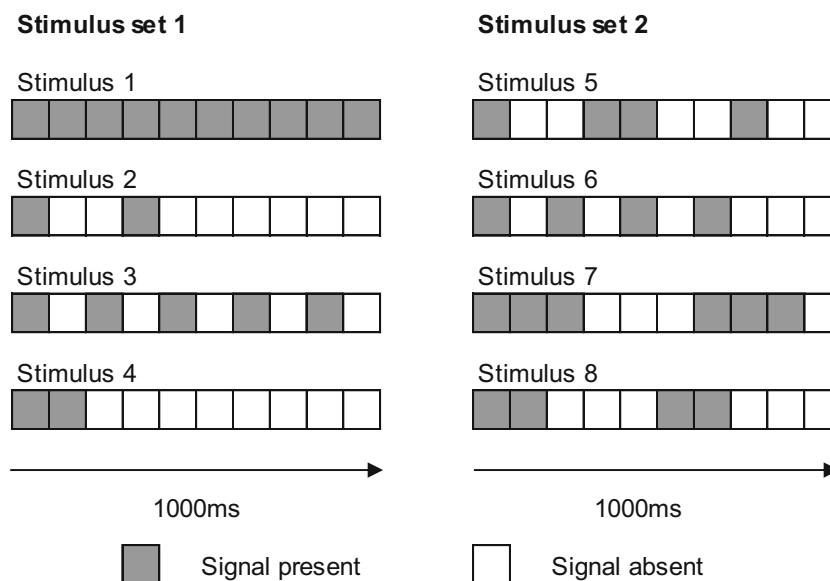 Stimulus set 1
Stimulus 1
Stimulus 2
Stimulus 3
Stimulus 4
1000ms
Stimulus set 2
Stimulus 5
Stimulus 6
Stimulus 7
Stimulus 8
1000ms
Signal present
Signal absent